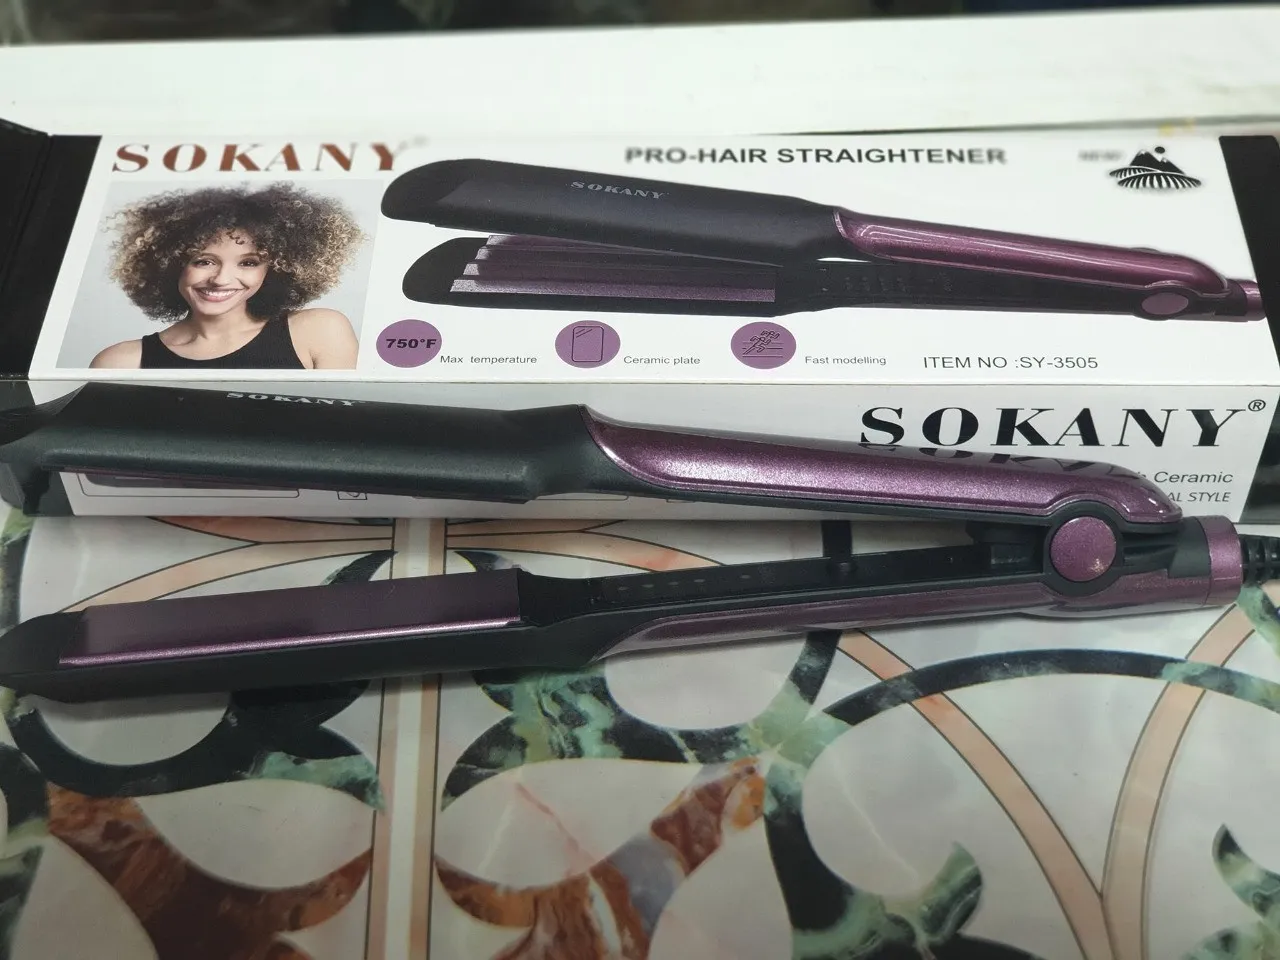 SOKANY
PRO-HAIR STRAIGHTENER
NEW!
SOKANY
750°F
Max temperature
Ceramic plate
Fast modelling
ITEM NO :SY-3505
SOKANY
SOKANY®
Ceramic
AL STYLE